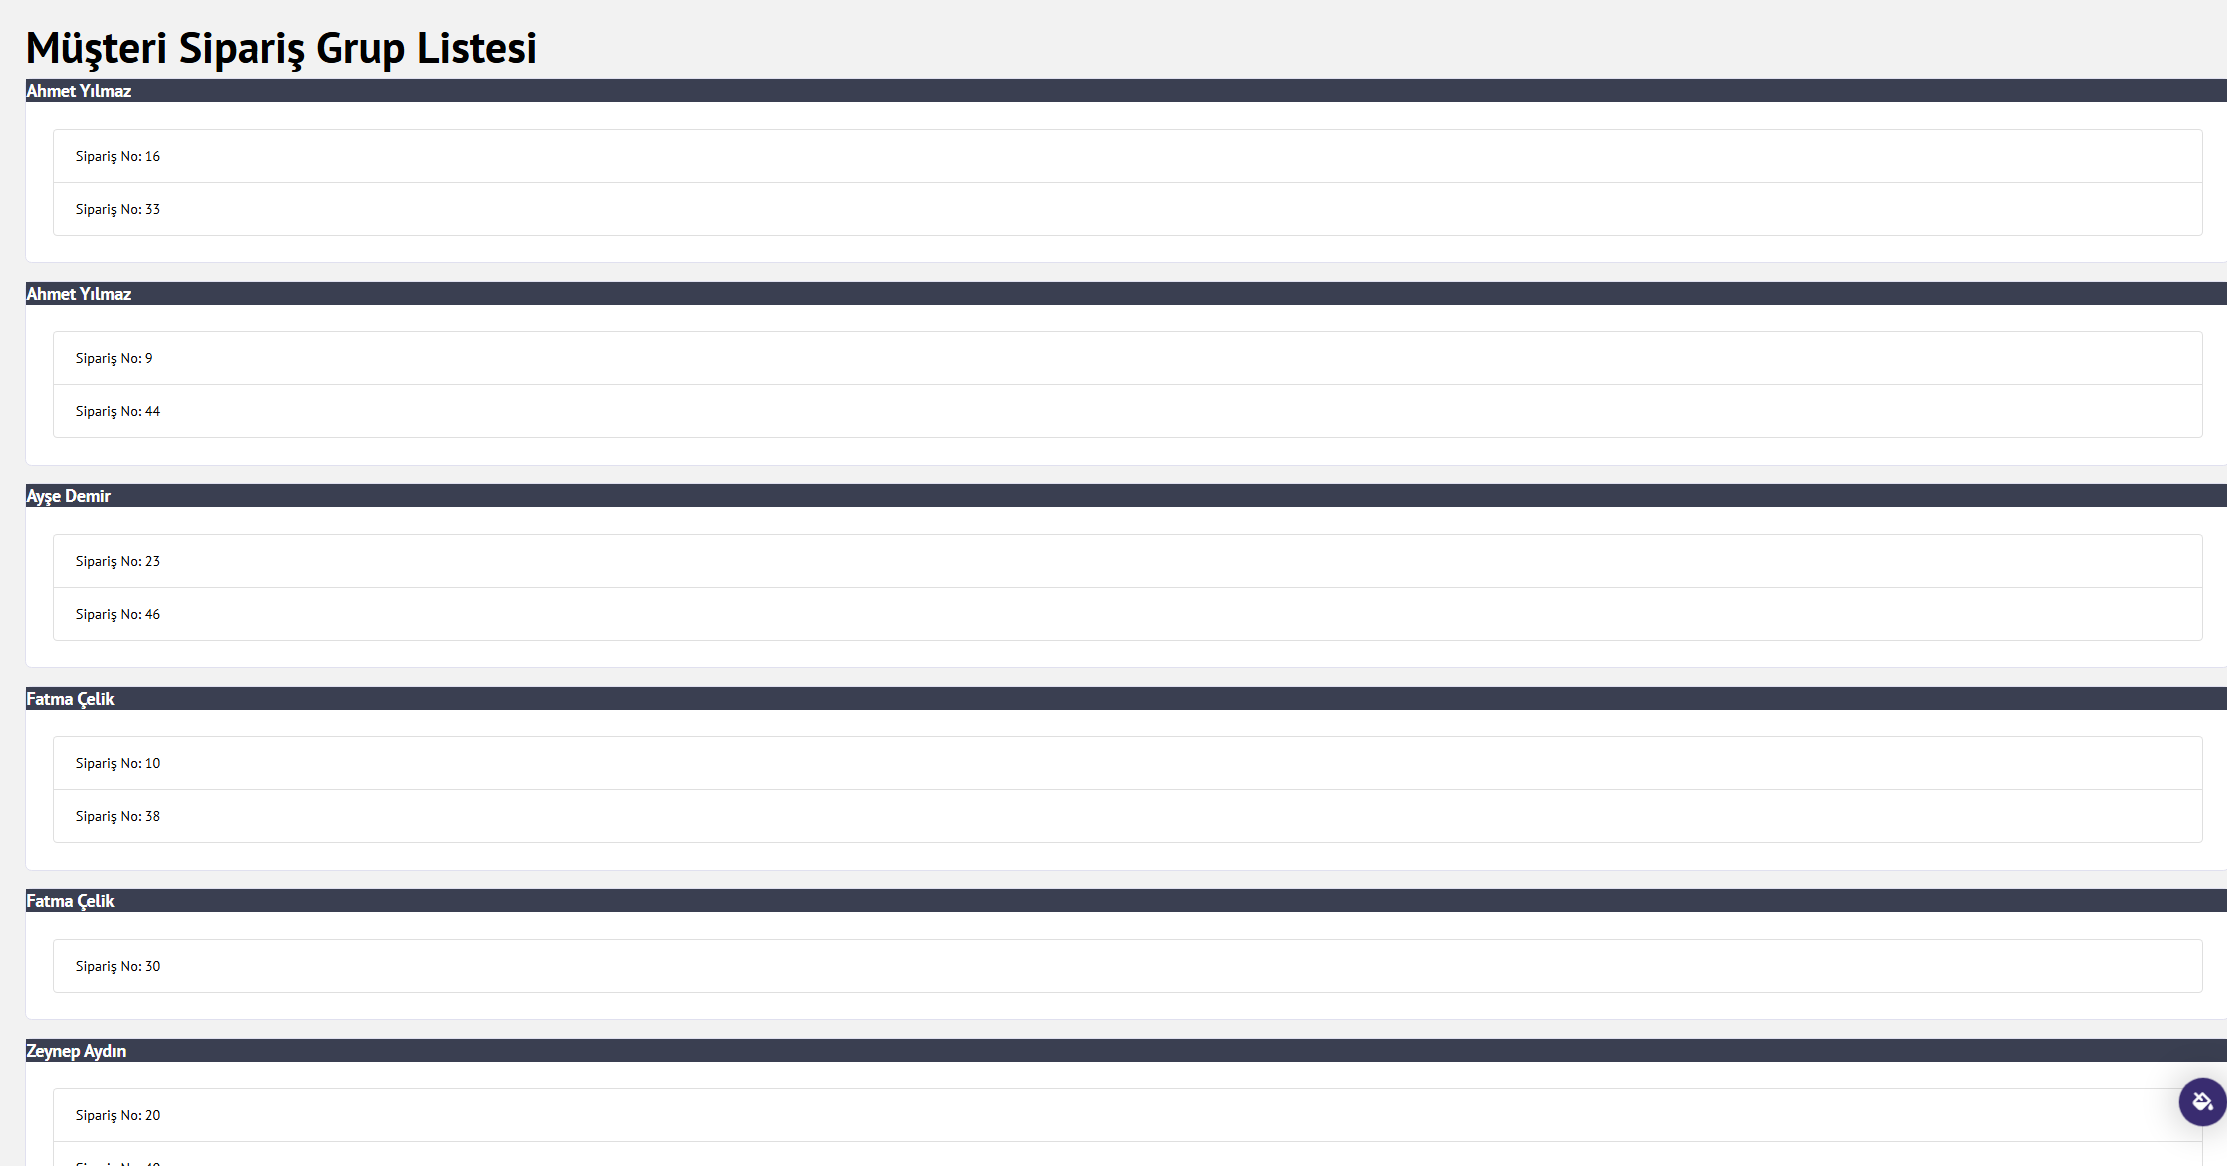 Müşteri Sipariş Grup Listesi
Ahmet Yılmaz
Sipariş No: 16
Sipariş No: 33
Ahmet Yılmaz
Sipariş No: 9
Sipariş No: 44
Ayşe Demir
Sipariş No: 23
Sipariş No: 46
Fatma Çelik
Sipariş No: 10
Sipariş No: 38
Fatma Çelik
Sipariş No: 30
Zeynep Aydın
Sipariş No: 20